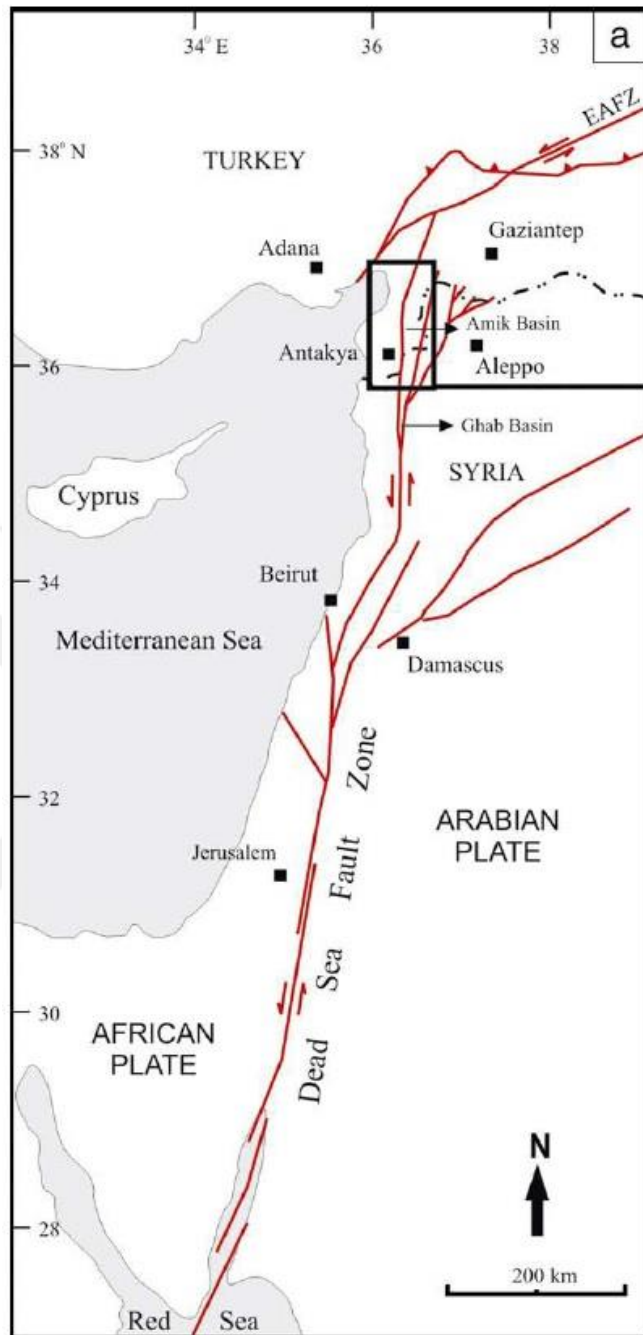 34° E
36
38
a
EAFZ
38° N
TURKEY
Gaziantep
Adana
Amik Basin
Antakya
Aleppo
36
Ghab Basin
SYRIA
Cyprus
34
Beirut
Mediterranean Sea
Damascus
32
Jerusalem
ARABIAN
PLATE
Dead Sea Fault Zone
30
AFRICAN
PLATE
N
28
200 km
Red Sea